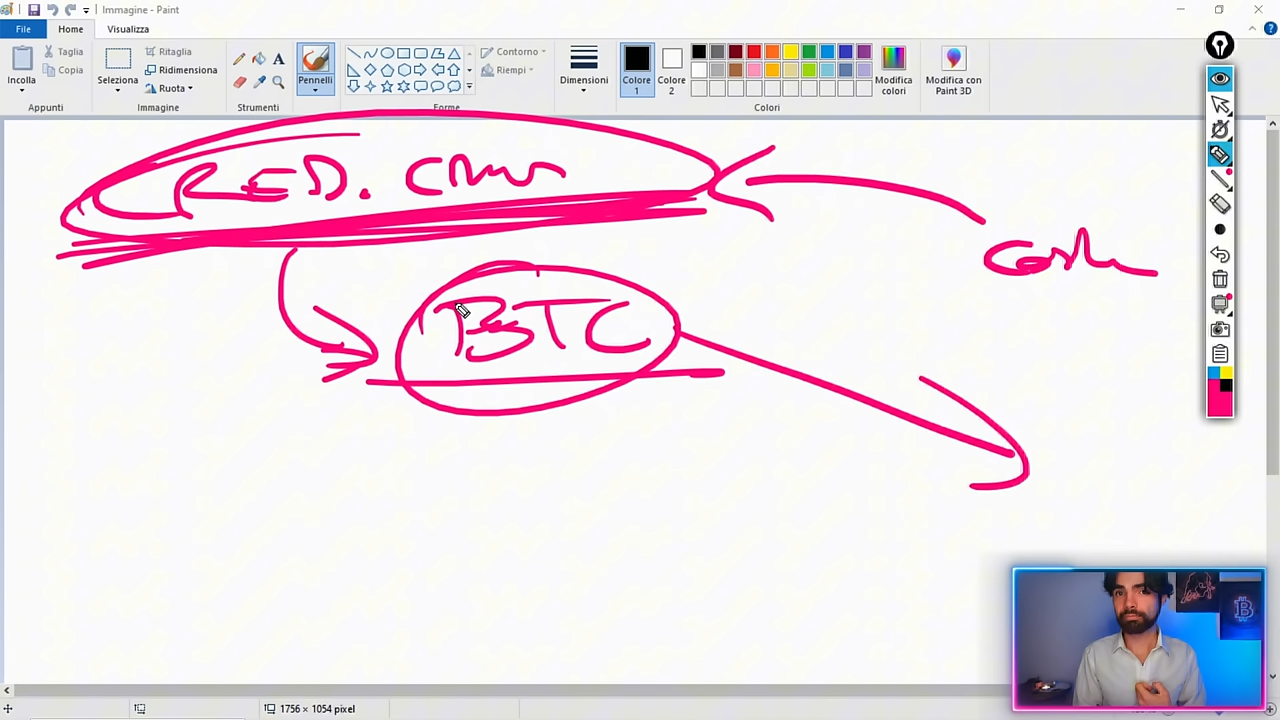 Immagine - Paint
File Home Visualizza
Incolla
Taglia
Copia
Appunti
Seleziona
Ritaglia
Ridimensiona
Ruota
Immagine
Strumenti
Pennelli
Forme
Contorno
Riempi
Dimensioni
Colore 1
Colore 2
Modifica colori
Colori
Modifica con Paint 3D
RED.
Cash
BTC
1756 × 1054 pixel